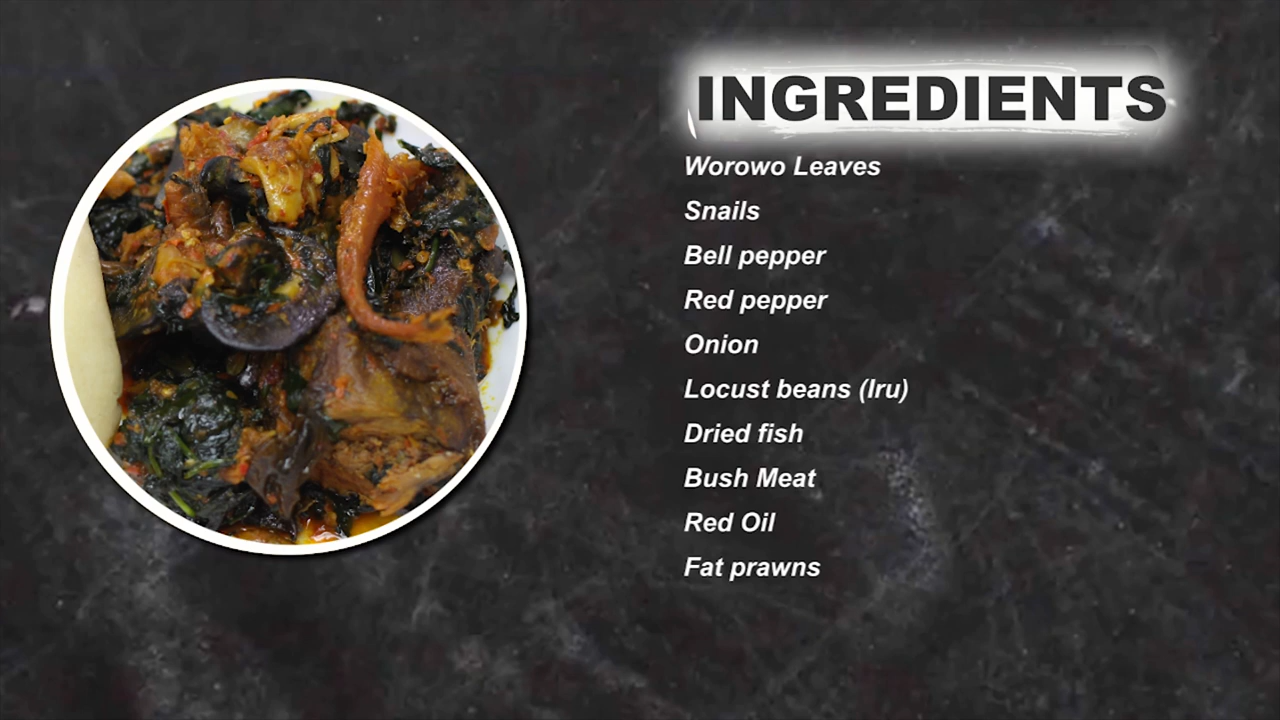 INGREDIENTS
Worowo Leaves
Snails
Bell pepper
Red pepper
Onion
Locust beans (Iru)
Dried fish
Bush Meat
Red Oil
Fat prawns